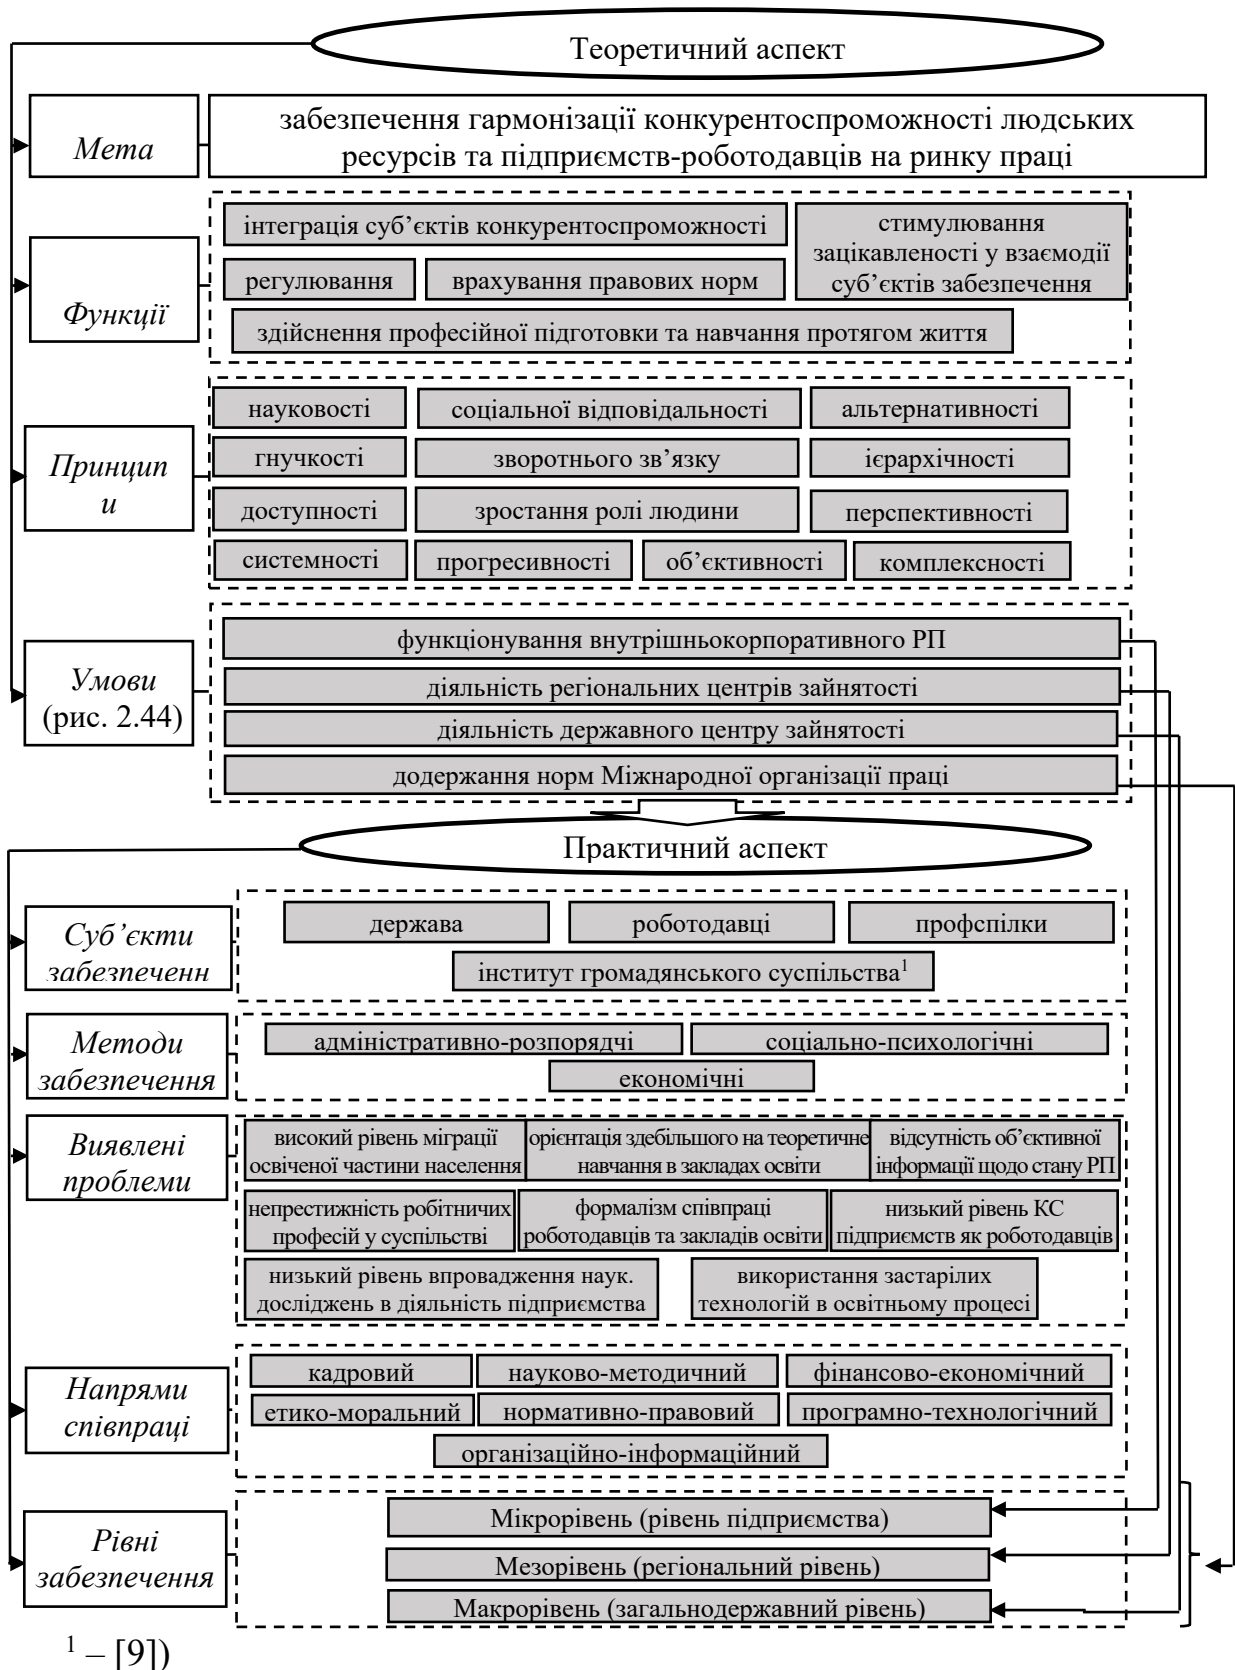 Теоретичний аспект
Мета
забезпечення гармонізації конкурентоспроможності людських
ресурсів та підприємств-роботодавців на ринку праці
Функції
інтеграція суб’єктів конкурентоспроможності
стимулювання
зацікавленості у взаємодії
суб’єктів забезпечення
регулювання
врахування правових норм
здійснення професійної підготовки та навчання протягом життя
Принцип
и
науковості
соціальної відповідальності
альтернативності
гнучкості
зворотнього зв’язку
ієрархічності
доступності
зростання ролі людини
перспективності
системності
прогресивності
об’єктивності
комплексності
Умови
(рис. 2.44)
функціонування внутрішньокорпоративного РП
діяльність регіональних центрів зайнятості
діяльність державного центру зайнятості
додержання норм Міжнародної організації праці
Практичний аспект
Суб’єкти
забезпеченн
держава
роботодавці
профспілки
інститут громадянського суспільства¹
Методи
забезпечення
адміністративно-розпорядчі
соціально-психологічні
економічні
Виявлені
проблеми
високий рівень міграції
освіченої частини населення
орієнтація здебільшого на теоретичне
навчання в закладах освіти
відсутність об’єктивної
інформації щодо стану РП
непрестижність робітничих
професій у суспільстві
формалізм співпраці
роботодавців та закладів освіти
низький рівень КС
підприємств як роботодавців
низький рівень впровадження наук.
досліджень в діяльність підприємства
використання застарілих
технологій в освітньому процесі
Напрями
співпраці
кадровий
науково-методичний
фінансово-економічний
етико-моральний
нормативно-правовий
програмно-технологічний
організаційно-інформаційний
Рівні
забезпечення
Мікрорівень (рівень підприємства)
Мезорівень (регіональний рівень)
Макрорівень (загальнодержавний рівень)
¹ – [9])